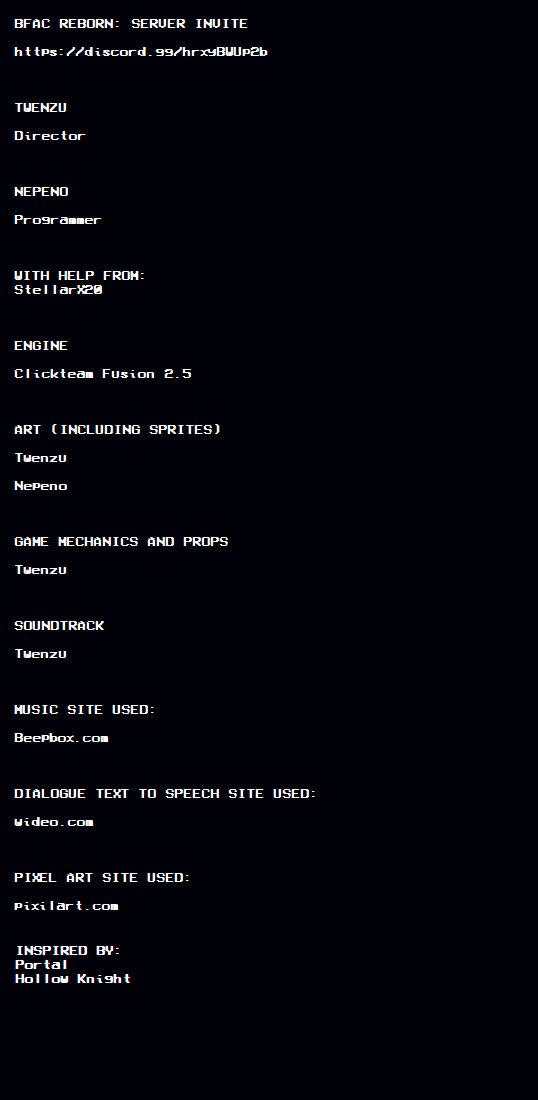 BFAC REBORN: SERVER INVITE
https://discord.gg/hrxyBWUp2b
TWENZU
Director
NEPENO
Programmer
WITH HELP FROM:
StellarX20
ENGINE
Clickteam Fusion 2.5
ART (INCLUDING SPRITES)
Twenzu
Nepeno
GAME MECHANICS AND PROPS
Twenzu
SOUNDTRACK
Twenzu
MUSIC SITE USED:
Beepbox.com
DIALOGUE TEXT TO SPEECH SITE USED:
wideo.com
PIXEL ART SITE USED:
pixilart.com
INSPIRED BY:
Portal
Hollow Knight